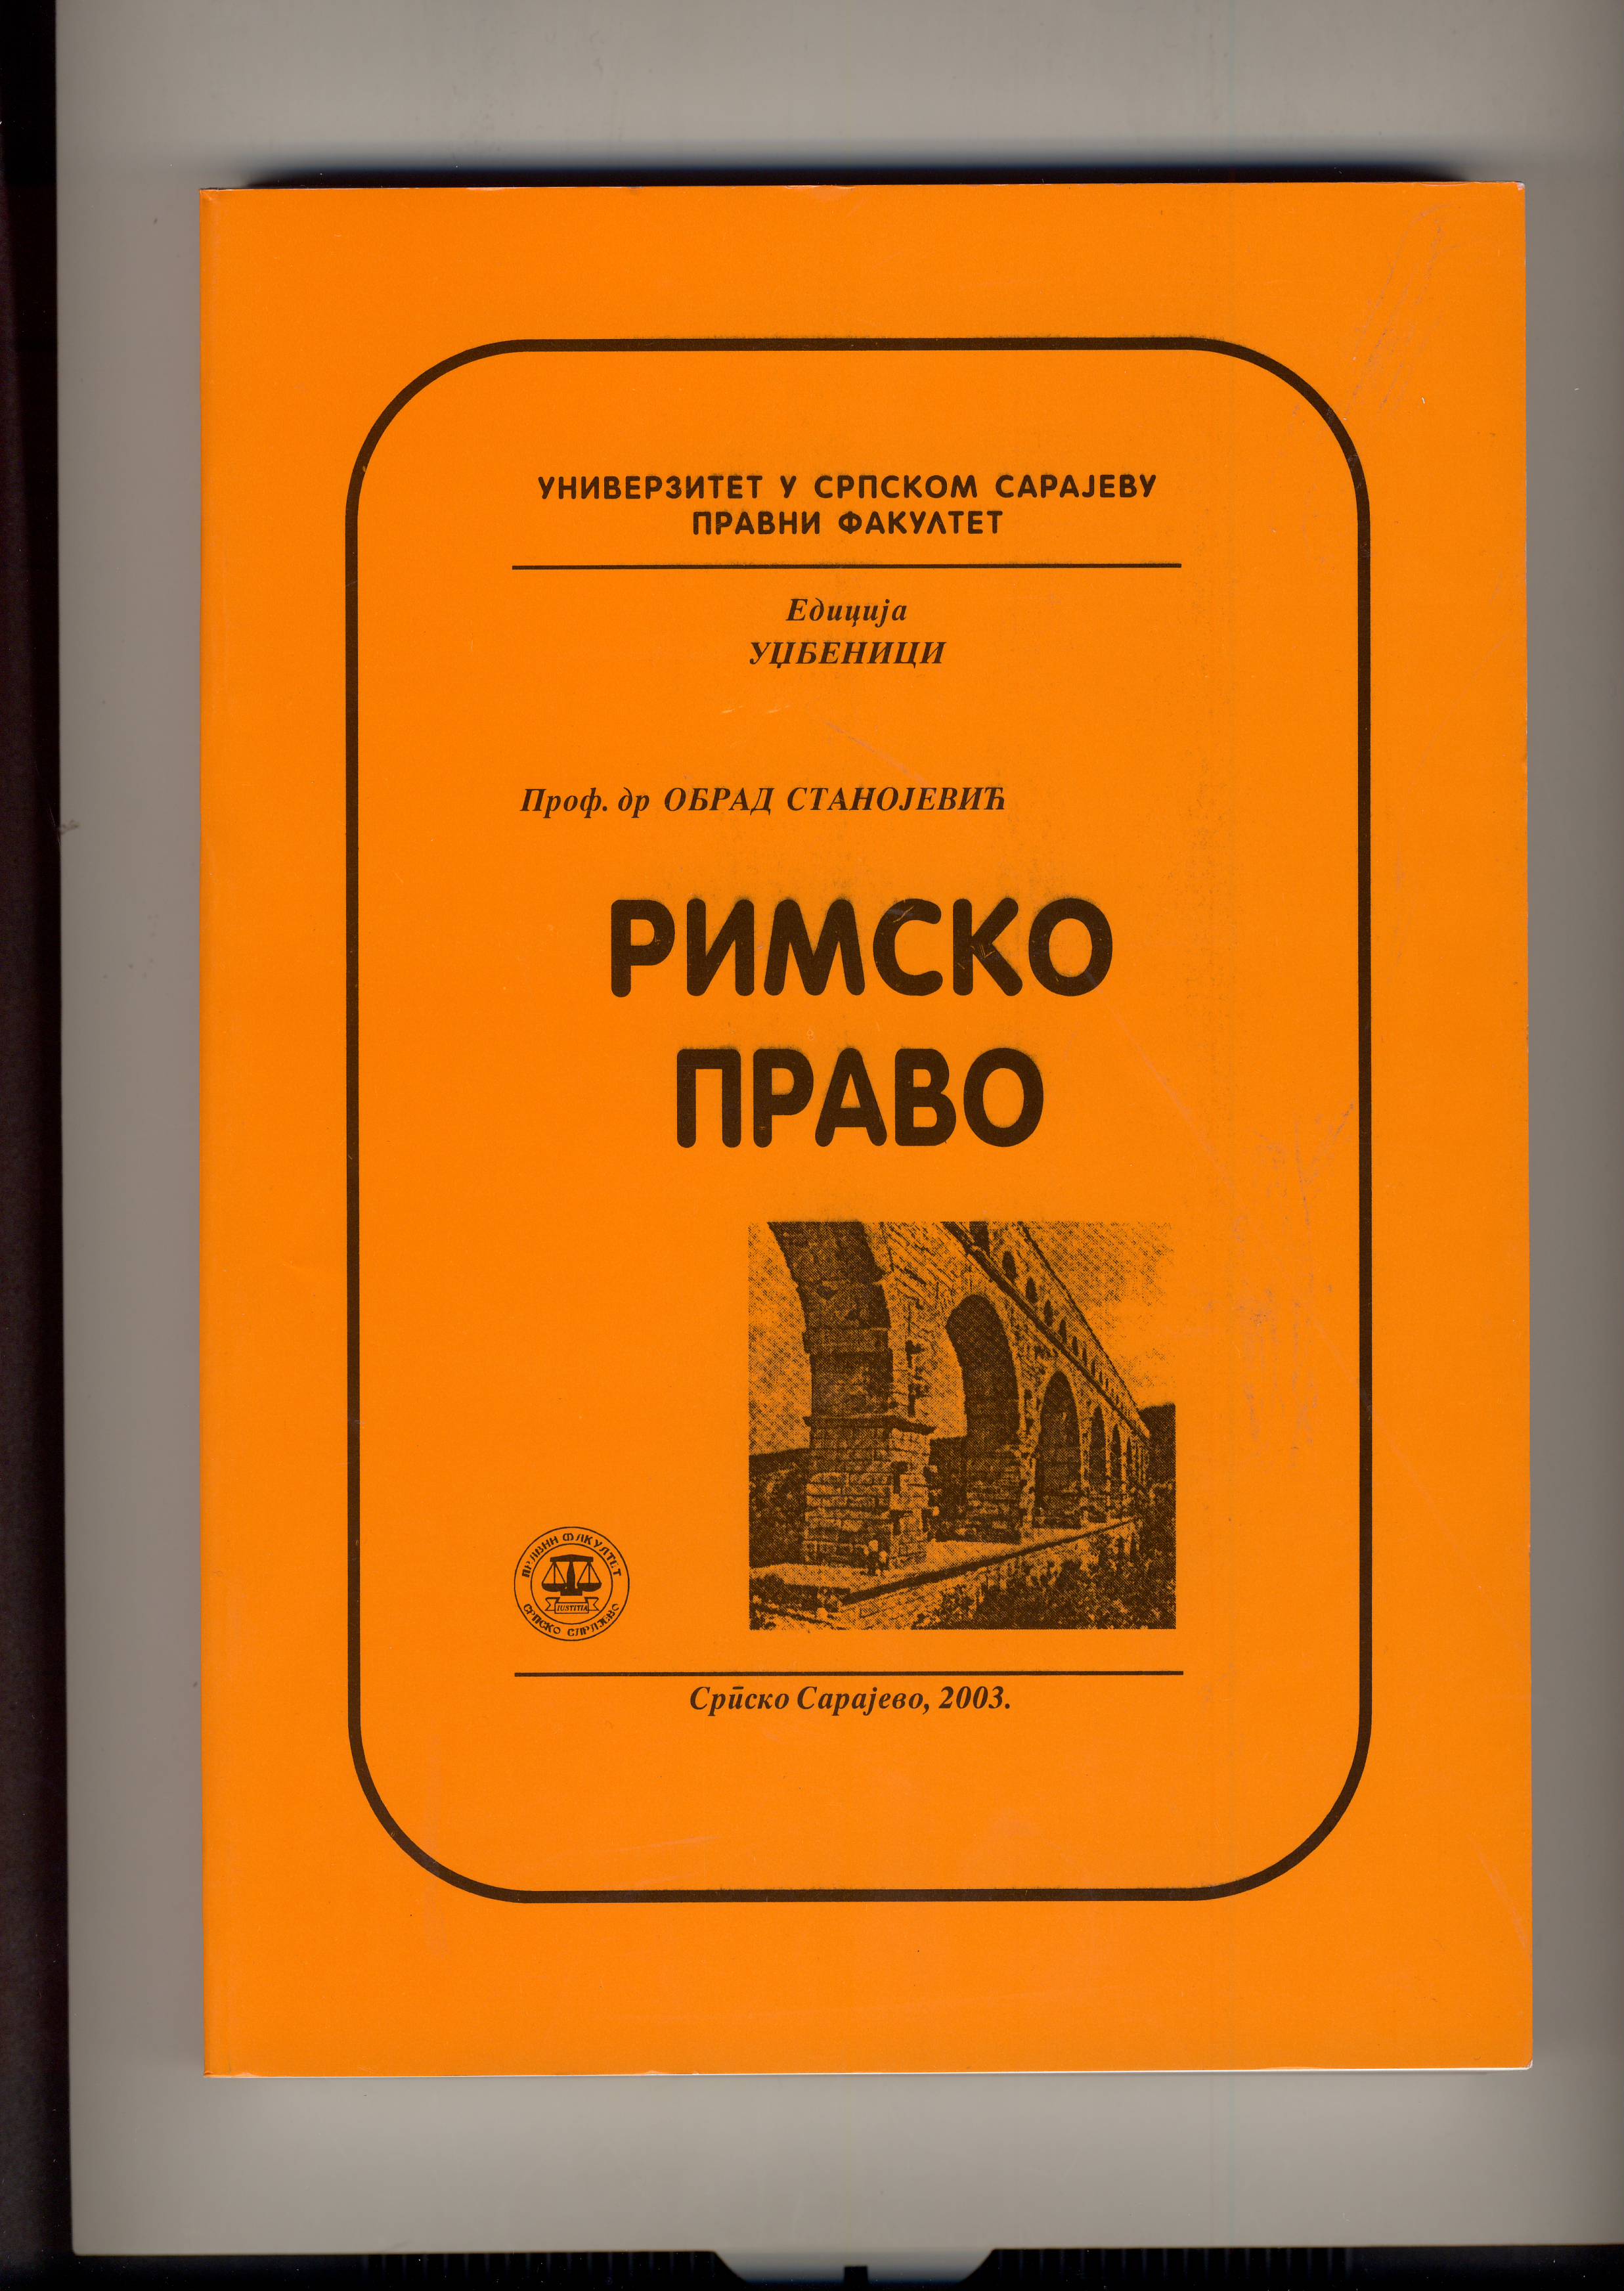 УНИВЕРЗИТЕТ У СРПСКОМ САРАЈЕВУ
ПРАВНИ ФАКУЛТЕТ
Едиција
УЏБЕНИЦИ
Проф. др ОБРАД СТАНОЈЕВИЋ
РИМСКО
ПРАВО
ПРАВНИ ФАКУЛТЕТ
IUSTITIA
СРПСКО САРАЈЕВО
Српско Сарајево, 2003.